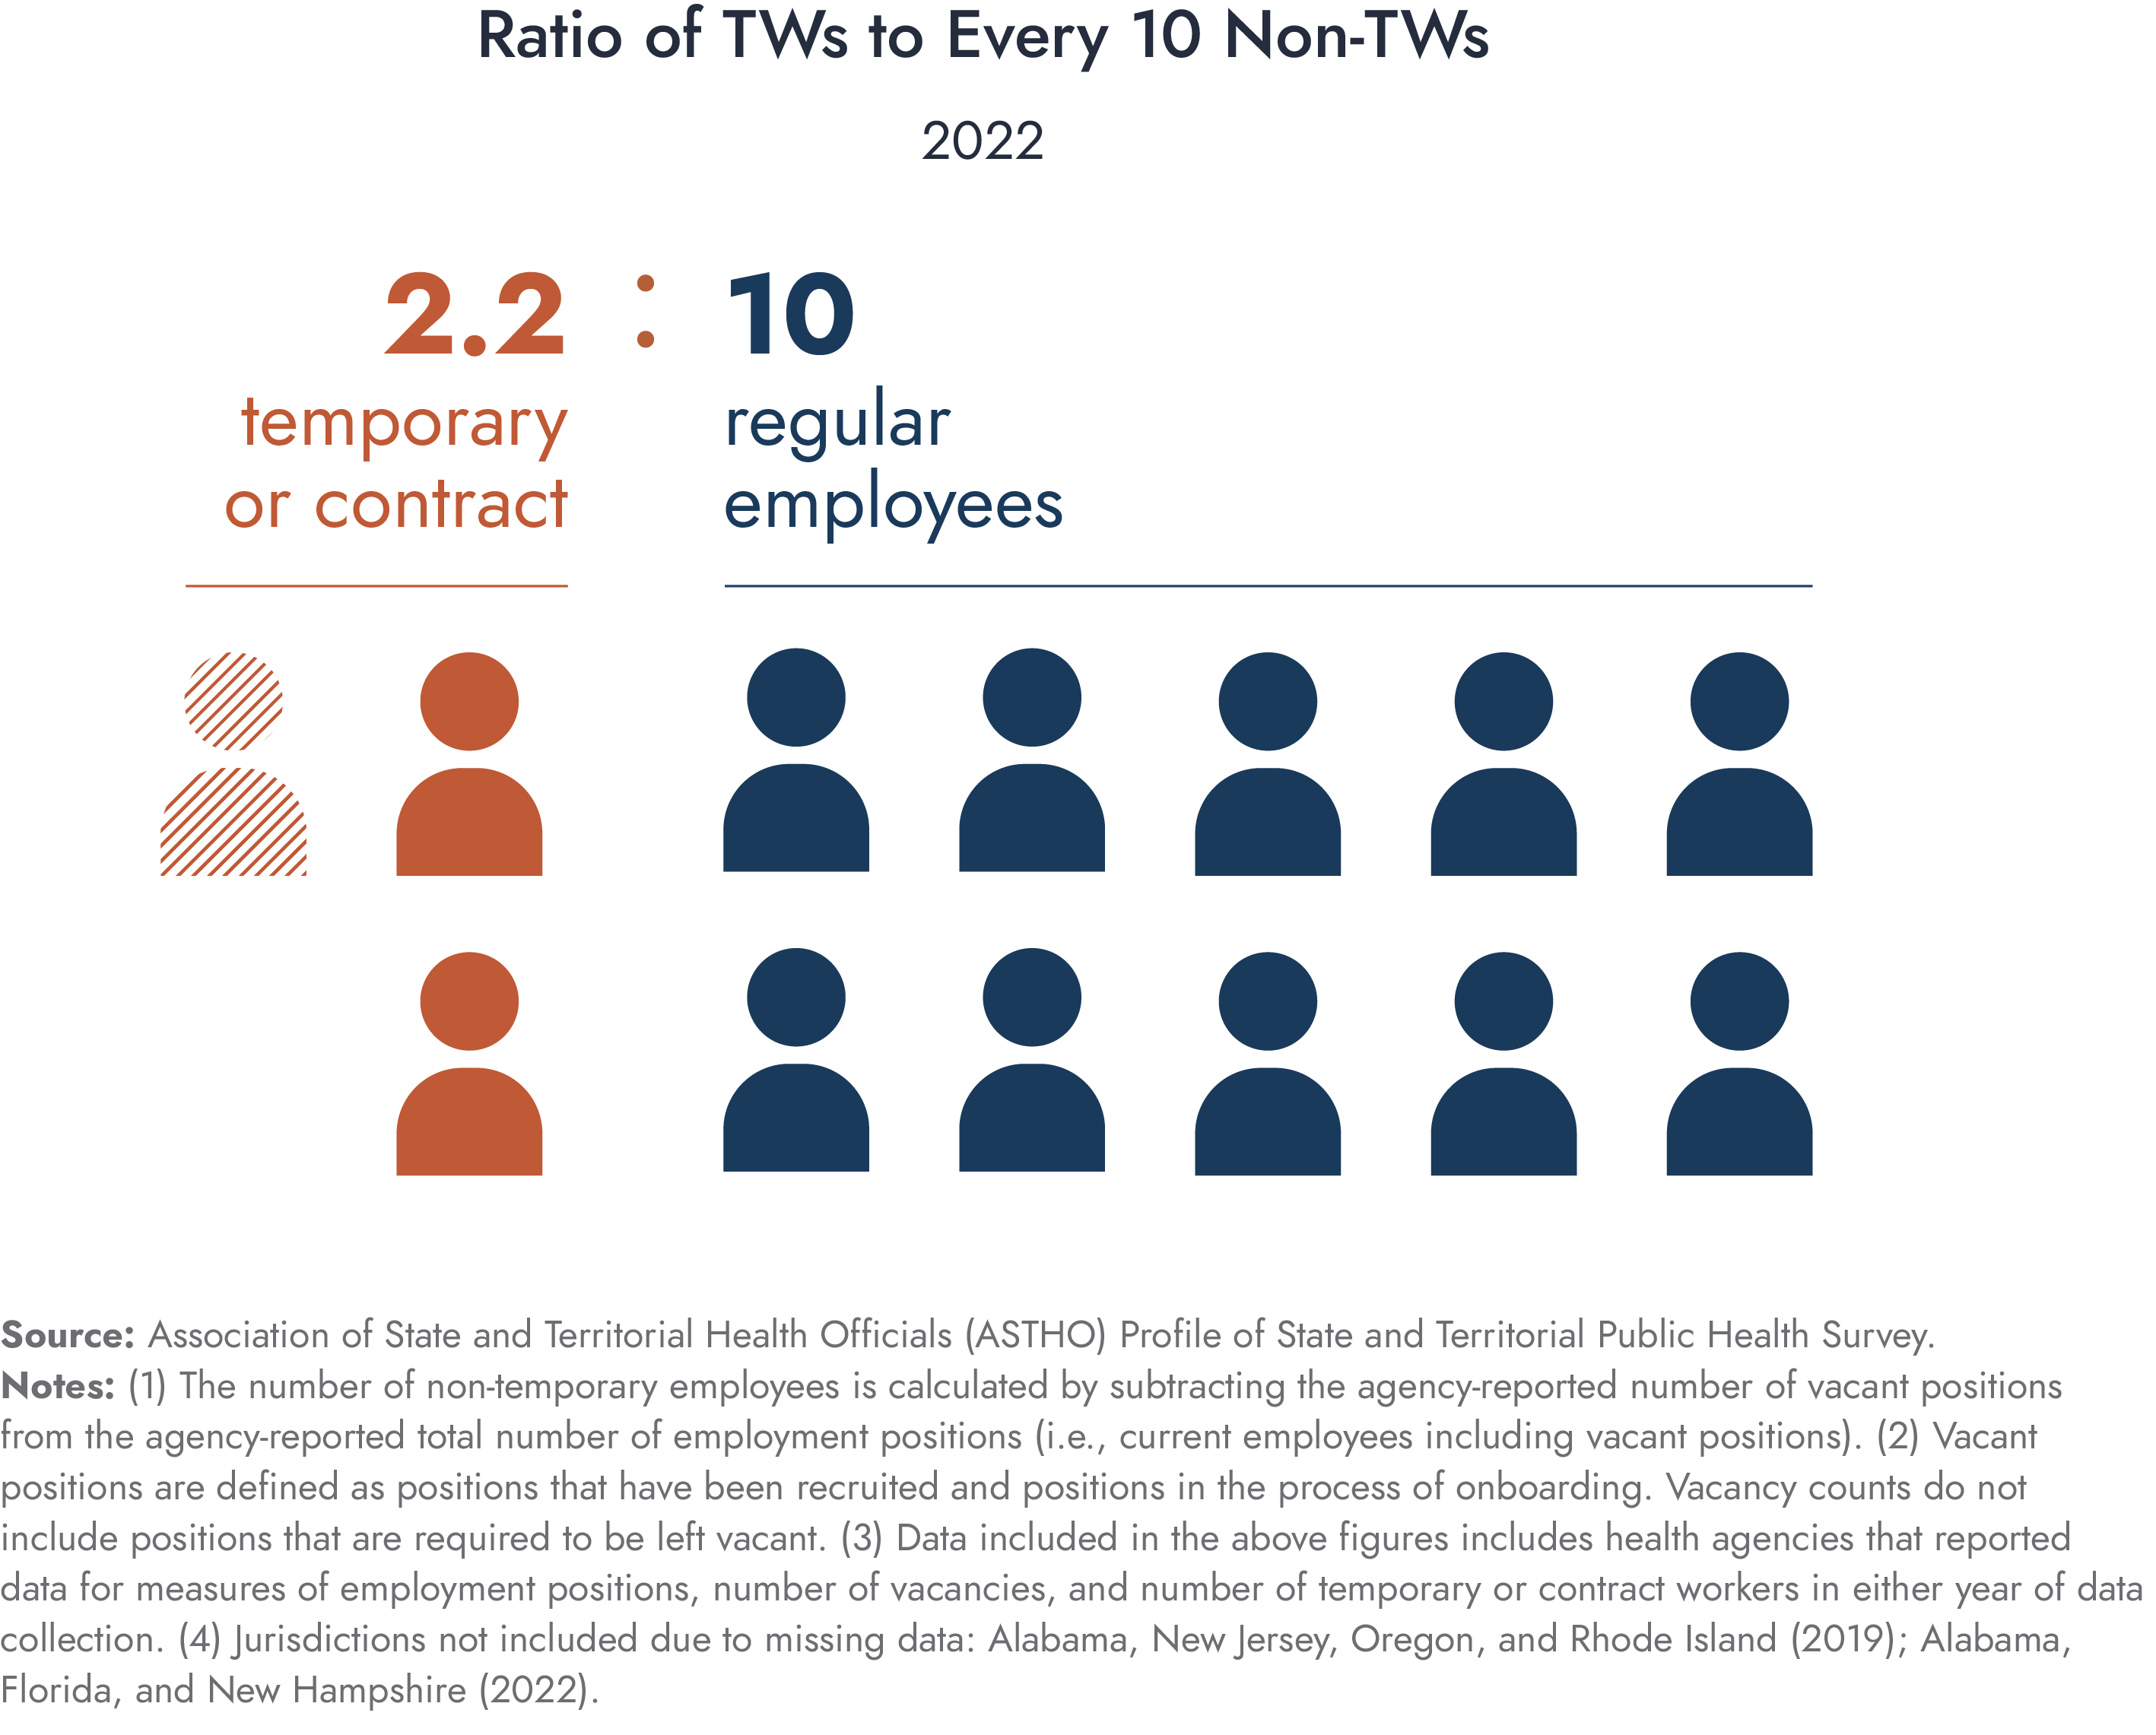 Ratio of TWs to Every 10 Non-TWs
2022
2.2 : 10
temporary
or contract
regular
employees
Source: Association of State and Territorial Health Officials (ASTHO) Profile of State and Territorial Public Health Survey.
Notes: (1) The number of non-temporary employees is calculated by subtracting the agency-reported number of vacant positions
from the agency-reported total number of employment positions (i.e., current employees including vacant positions). (2) Vacant
positions are defined as positions that have been recruited and positions in the process of onboarding. Vacancy counts do not
include positions that are required to be left vacant. (3) Data included in the above figures includes health agencies that reported
data for measures of employment positions, number of vacancies, and number of temporary or contract workers in either year of data
collection. (4) Jurisdictions not included due to missing data: Alabama, New Jersey, Oregon, and Rhode Island (2019); Alabama,
Florida, and New Hampshire (2022).